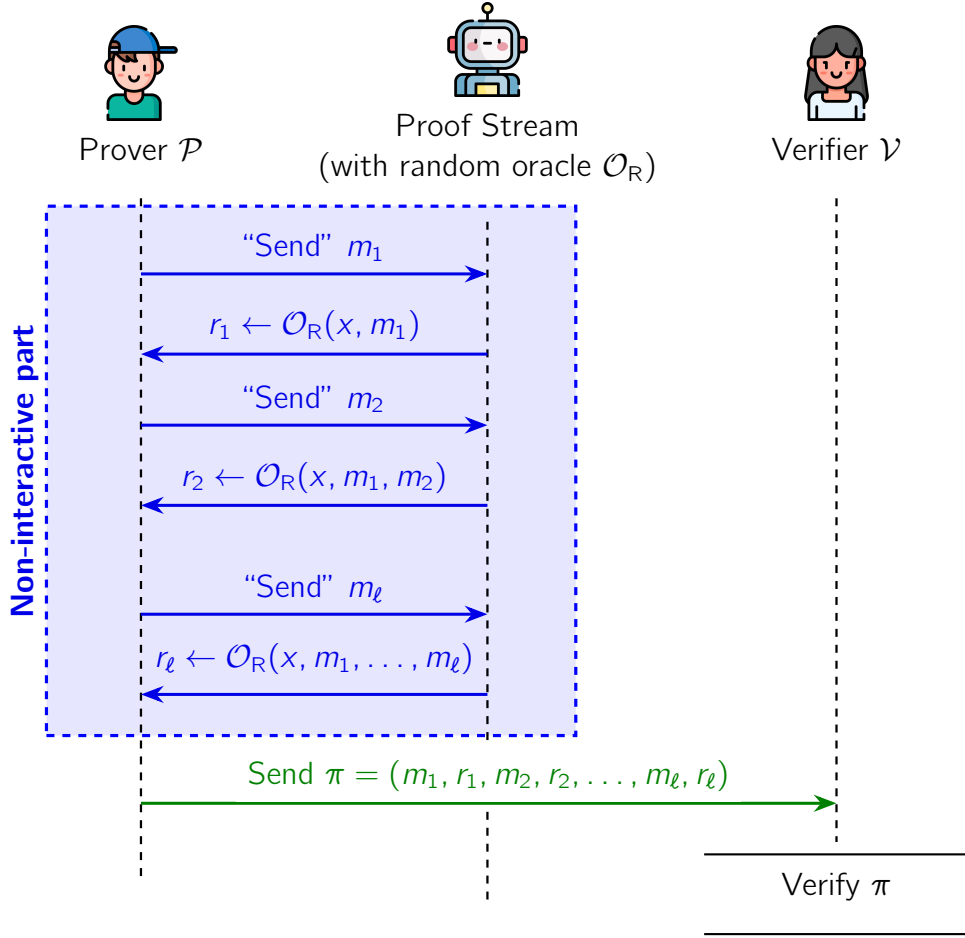 Prover 𝒫
Proof Stream
(with random oracle 𝒪_R)
Verifier 𝒱
Non-interactive part
“Send” m₁
r₁ ← 𝒪_R(x, m₁)
“Send” m₂
r₂ ← 𝒪_R(x, m₁, m₂)
“Send” m_ℓ
r_ℓ ← 𝒪_R(x, m₁, . . . , m_ℓ)
Send π = (m₁, r₁, m₂, r₂, . . . , m_ℓ, r_ℓ)
Verify π